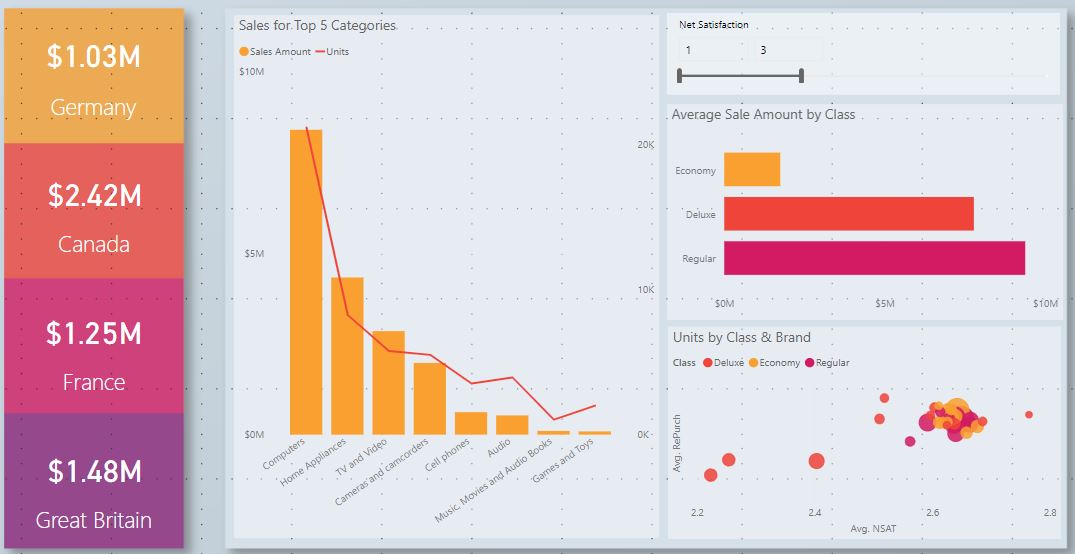 $1.03M
Germany
$2.42M
Canada
$1.25M
France
$1.48M
Great Britain
Sales for Top 5 Categories
Sales Amount Units
$10M
$5M
$0M
20K
10K
0K
Computers
Home Appliances
TV and Video
Cameras and camcorders
Cell phones
Audio
Music, Movies and Audio Books
Games and Toys
Net Satisfaction
1 3
Average Sale Amount by Class
Economy
Deluxe
Regular
$0M $5M $10M
Units by Class & Brand
Class Deluxe Economy Regular
Avg. RePurch
2.2 2.4 2.6 2.8
Avg. NSAT